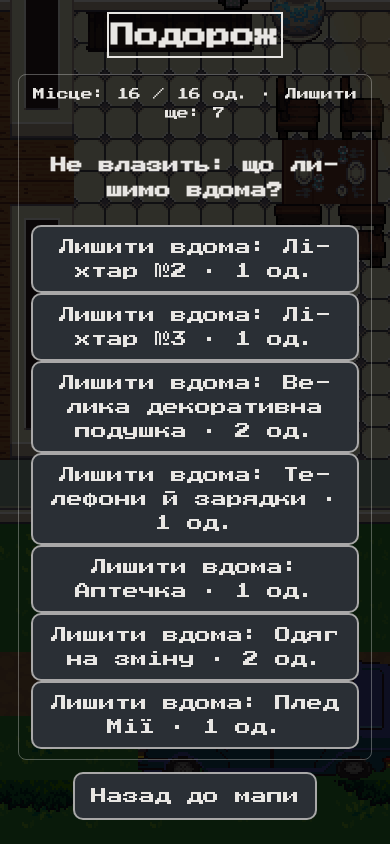 Подорож
Місце: 16 / 16 од. · Лишити
ще: 7
Не влазить: що ли-
шимо вдома?
Лишити вдома: Лі-
хтар №2 · 1 од.
Лишити вдома: Лі-
хтар №3 · 1 од.
Лишити вдома: Ве-
лика декоративна
подушка · 2 од.
Лишити вдома: Те-
лефони й зарядки ·
1 од.
Лишити вдома:
Аптечка · 1 од.
Лишити вдома: Одяг
на зміну · 2 од.
Лишити вдома: Плед
Мії · 1 од.
Назад до мапи